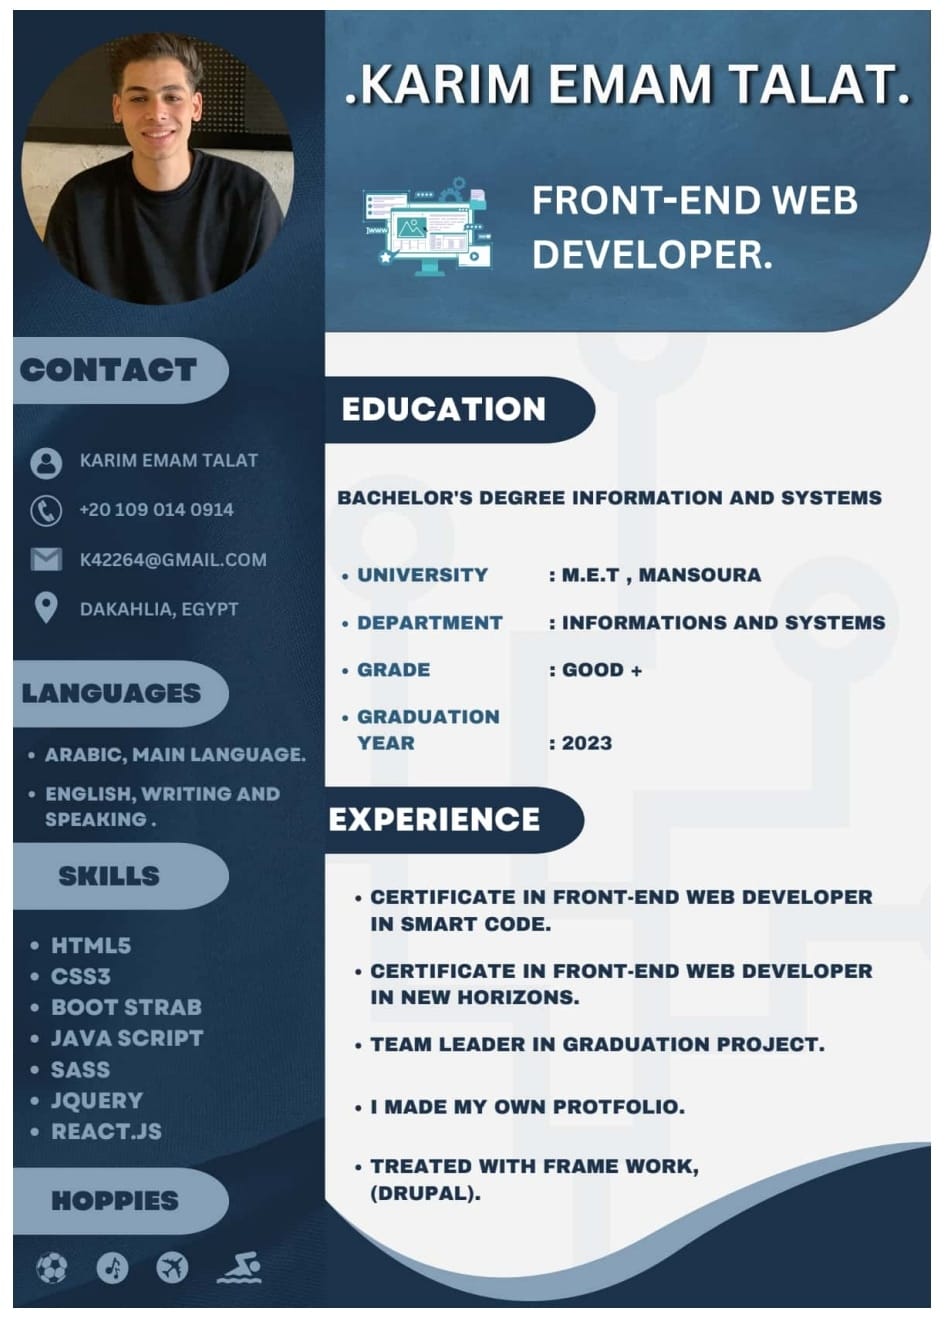 .KARIM EMAM TALAT.
FRONT-END WEB
DEVELOPER.
CONTACT
KARIM EMAM TALAT
+20 109 014 0914
K42264@GMAIL.COM
DAKAHLIA, EGYPT
LANGUAGES
• ARABIC, MAIN LANGUAGE.
• ENGLISH, WRITING AND
SPEAKING .
SKILLS
• HTML5
• CSS3
• BOOT STRAB
• JAVA SCRIPT
• SASS
• JQUERY
• REACT.JS
HOPPIES
EDUCATION
BACHELOR'S DEGREE INFORMATION AND SYSTEMS
• UNIVERSITY : M.E.T , MANSOURA
• DEPARTMENT : INFORMATIONS AND SYSTEMS
• GRADE : GOOD +
• GRADUATION
YEAR : 2023
EXPERIENCE
• CERTIFICATE IN FRONT-END WEB DEVELOPER
IN SMART CODE.
• CERTIFICATE IN FRONT-END WEB DEVELOPER
IN NEW HORIZONS.
• TEAM LEADER IN GRADUATION PROJECT.
• I MADE MY OWN PROTFOLIO.
• TREATED WITH FRAME WORK,
(DRUPAL).